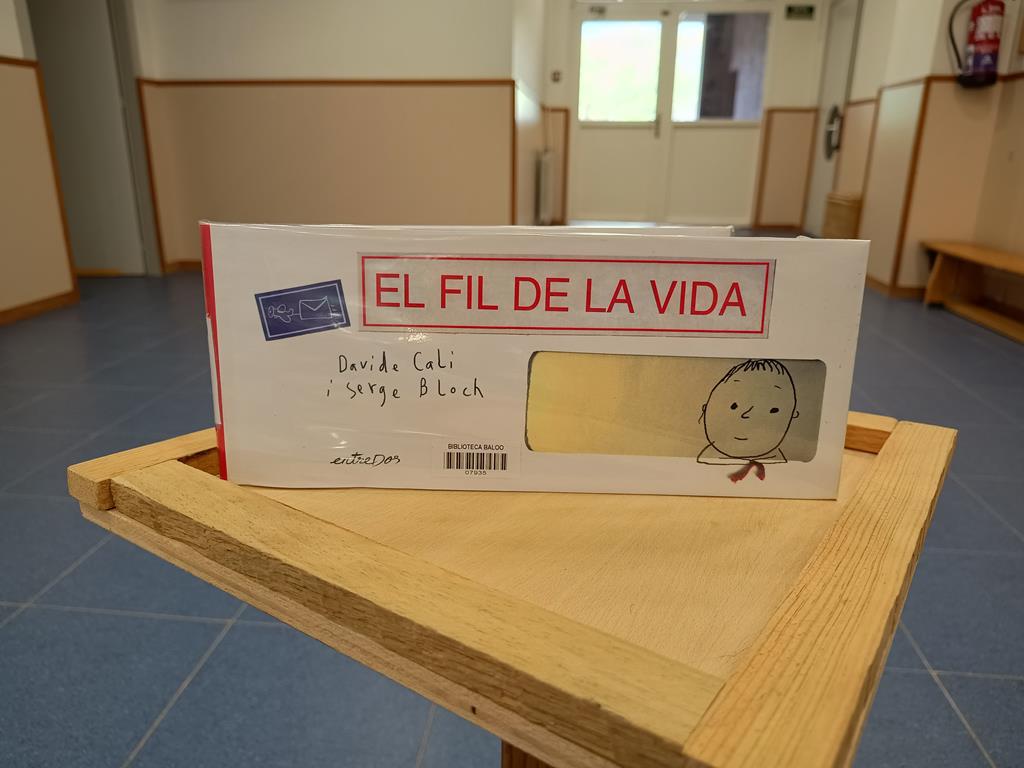 EL FIL DE LA VIDA
Davide Cali
i Serge Bloch
entreDos
BIBLIOTECA BALOO
07935